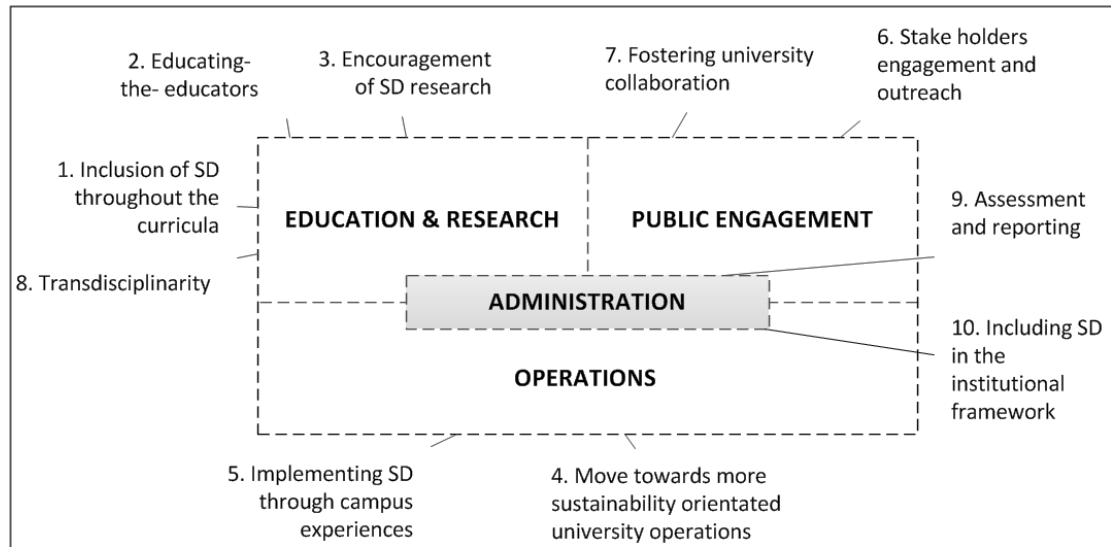 2. Educating-
the- educators
3. Encouragement
of SD research
7. Fostering university
collaboration
6. Stake holders
engagement and
outreach
1. Inclusion of SD
throughout the
curricula
EDUCATION & RESEARCH
PUBLIC ENGAGEMENT
9. Assessment
and reporting
8. Transdisciplinarity
ADMINISTRATION
10. Including SD
in the
institutional
framework
OPERATIONS
5. Implementing SD
through campus
experiences
4. Move towards more
sustainability orientated
university operations